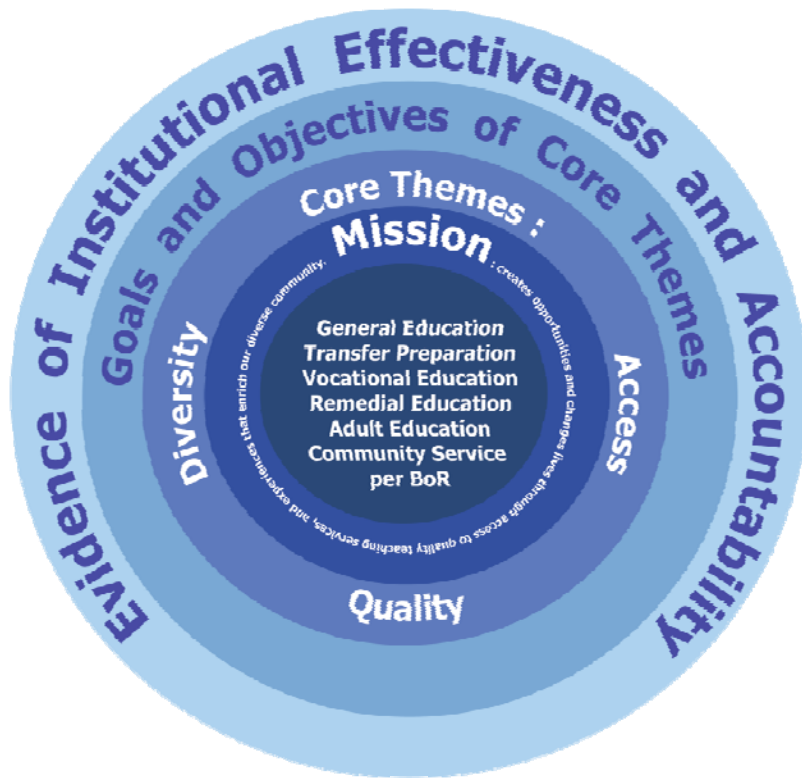 Evidence of Institutional Effectiveness and Accountability
Goals and Objectives of Core Themes
Core Themes :
Diversity
Access
Quality
Mission
: creates opportunities and changes lives through access to quality teaching services, and experiences that enrich our diverse community.
General Education
Transfer Preparation
Vocational Education
Remedial Education
Adult Education
Community Service
per BoR